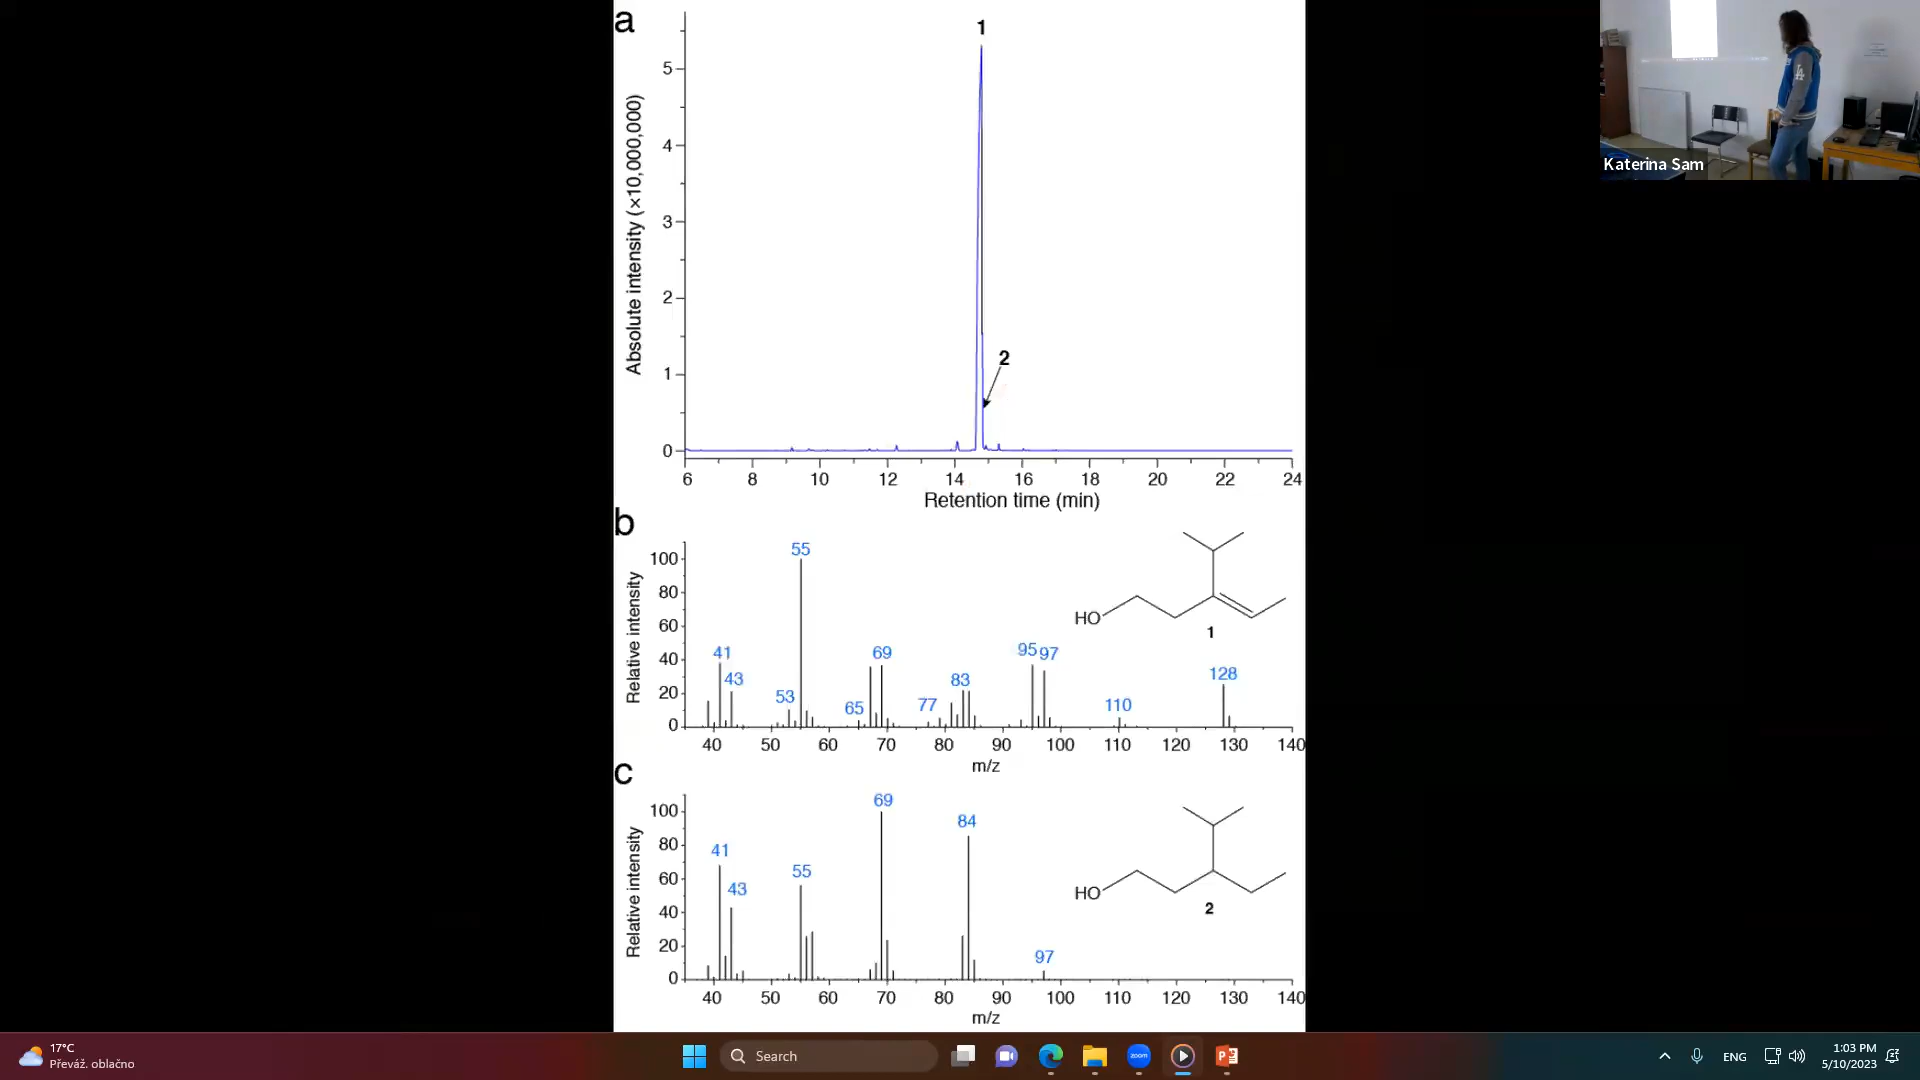 a
1
2
Absolute intensity (×10,000,000)
5
4
3
2
1
0
6 8 10 12 14 16 18 20 22 24
Retention time (min)
b
Relative intensity
100
80
60
40
20
0
41
43
53
55
65
69
77
83
95
97
110
128
HO
1
40 50 60 70 80 90 100 110 120 130 140
m/z
c
Relative intensity
100
80
60
40
20
0
41
43
55
69
84
97
HO
2
40 50 60 70 80 90 100 110 120 130 140
m/z
LA
Katerina Sam
17°C
Převáž. oblačno
Search
zoom
P
ENG
1:03 PM
5/10/2023